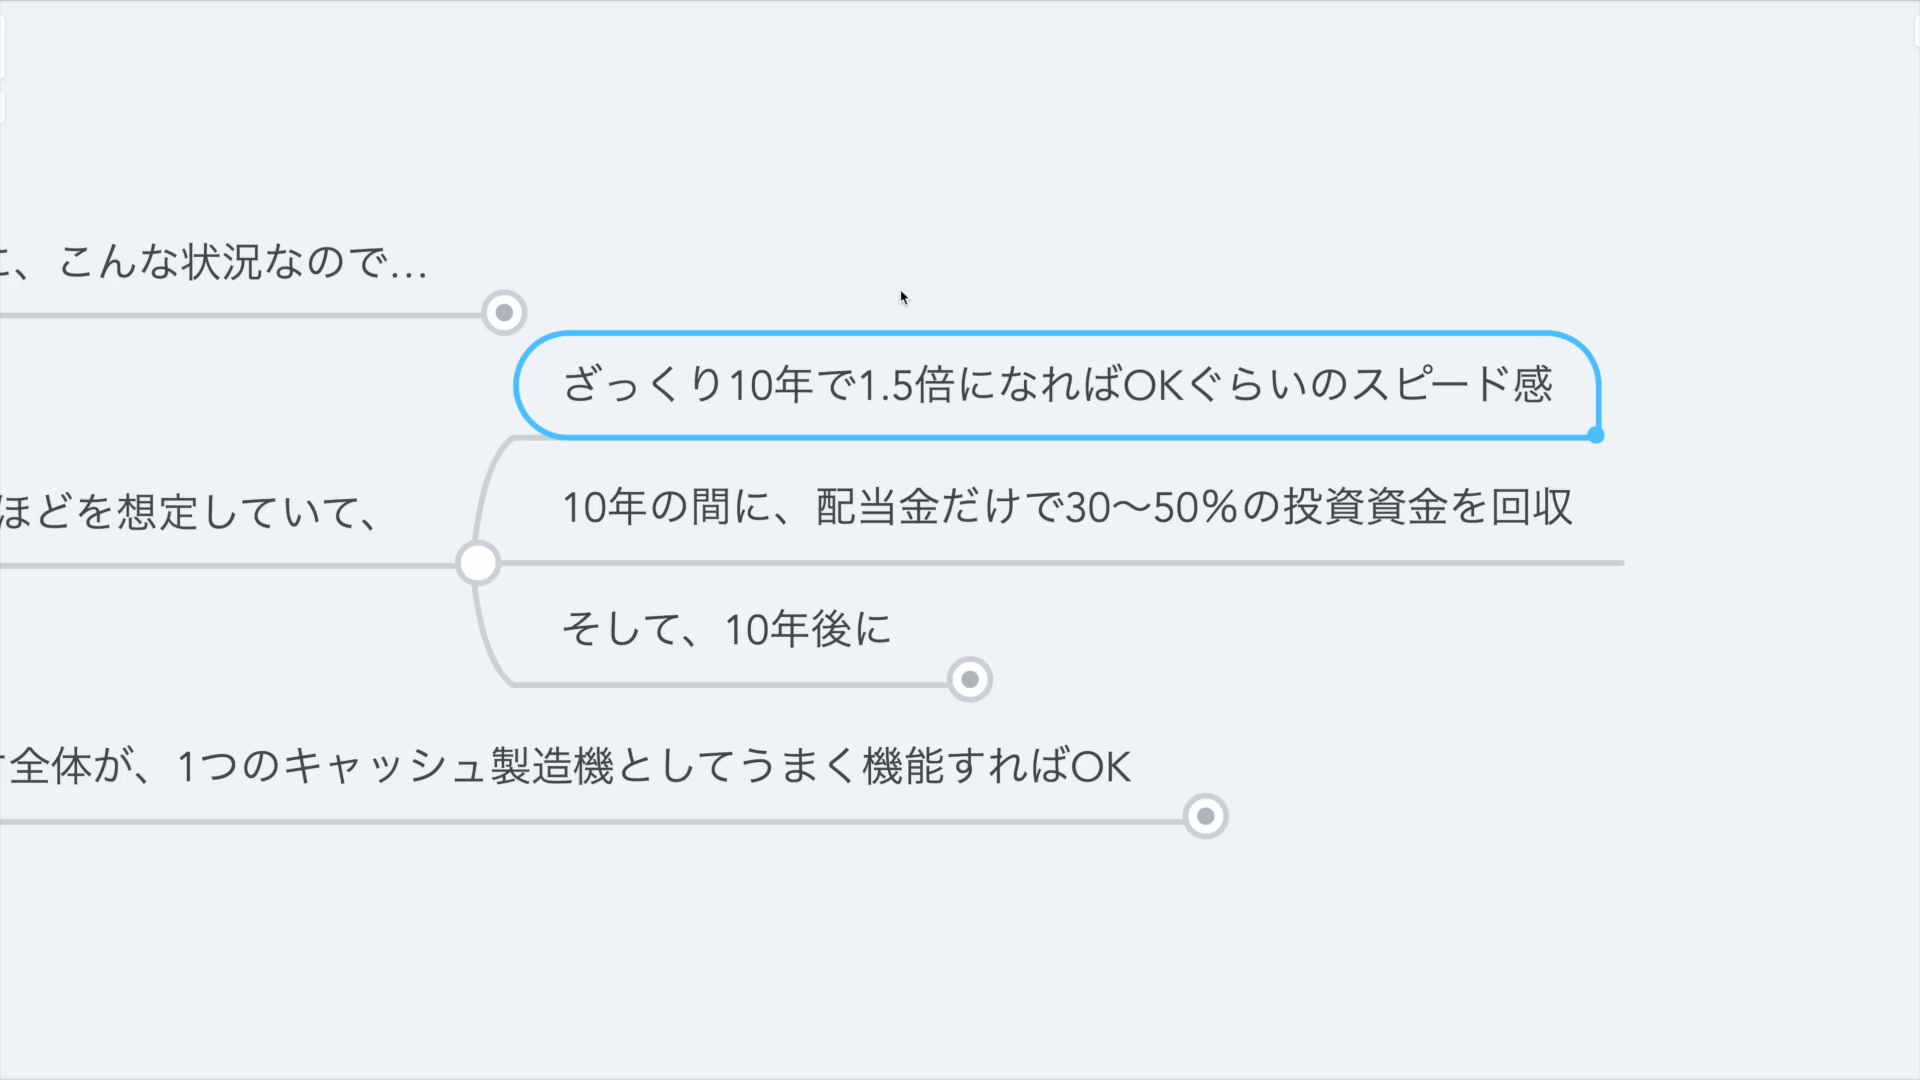 、こんな状況なので…
ざっくり10年で1.5倍になればOKぐらいのスピード感
10年の間に、配当金だけで30〜50%の投資資金を回収
ほどを想定していて、
そして、10年後に
全体が、1つのキャッシュ製造機としてうまく機能すればOK